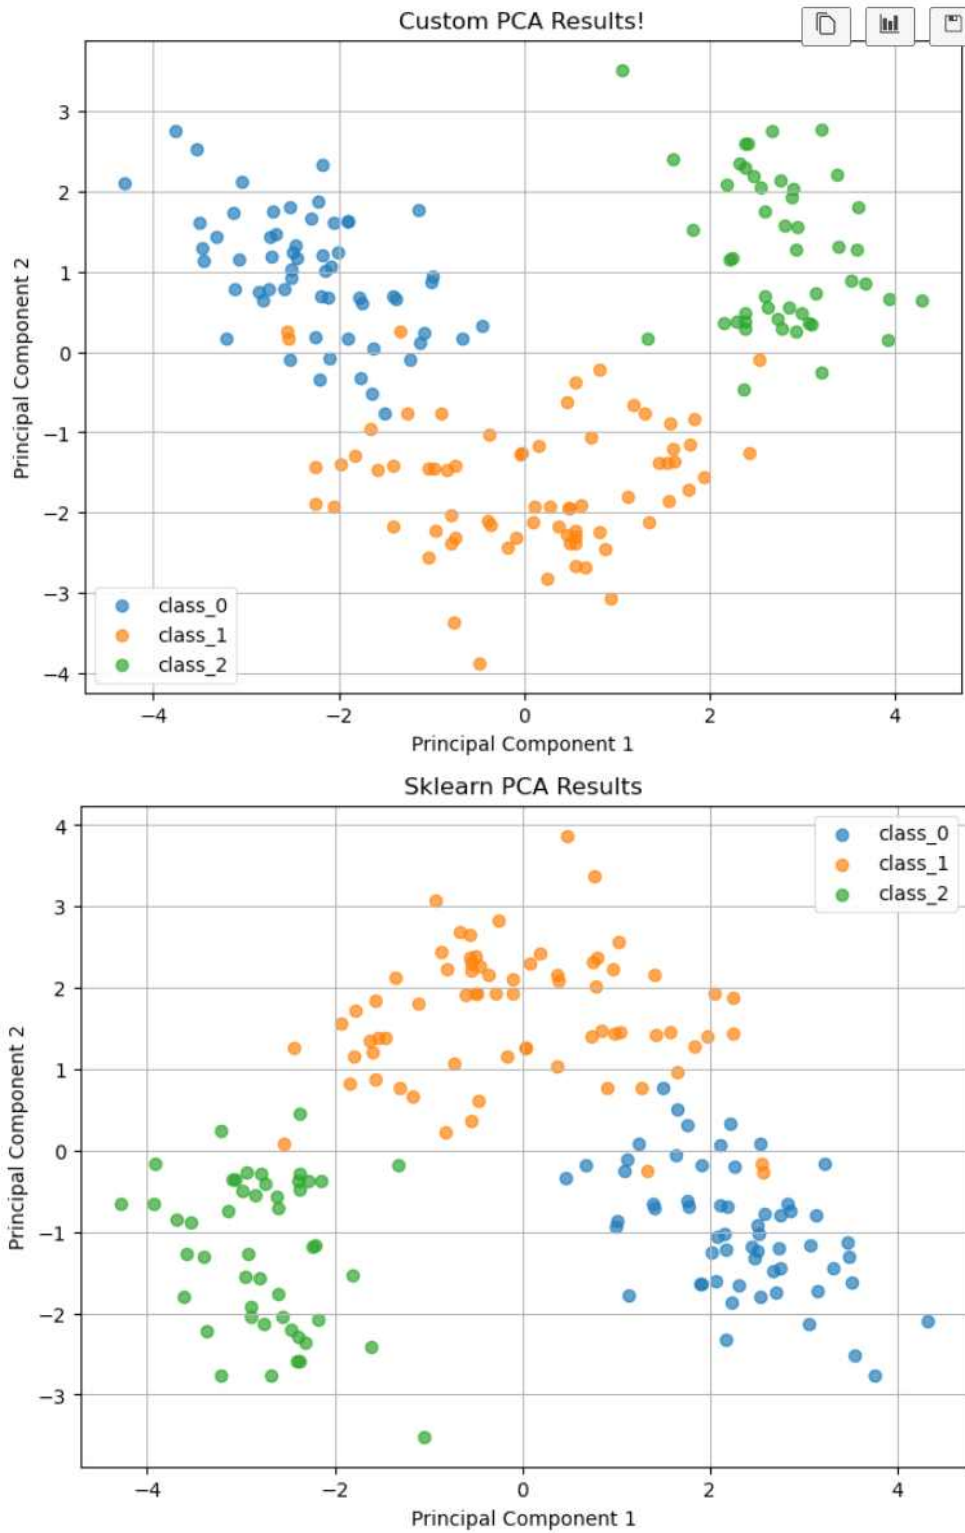 Custom PCA Results!
3
2
1
0
−1
−2
−3
−4
Principal Component 2
class_0
class_1
class_2
−4
−2
0
2
4
Principal Component 1
Sklearn PCA Results
4
3
2
1
0
−1
−2
−3
Principal Component 2
class_0
class_1
class_2
−4
−2
0
2
4
Principal Component 1